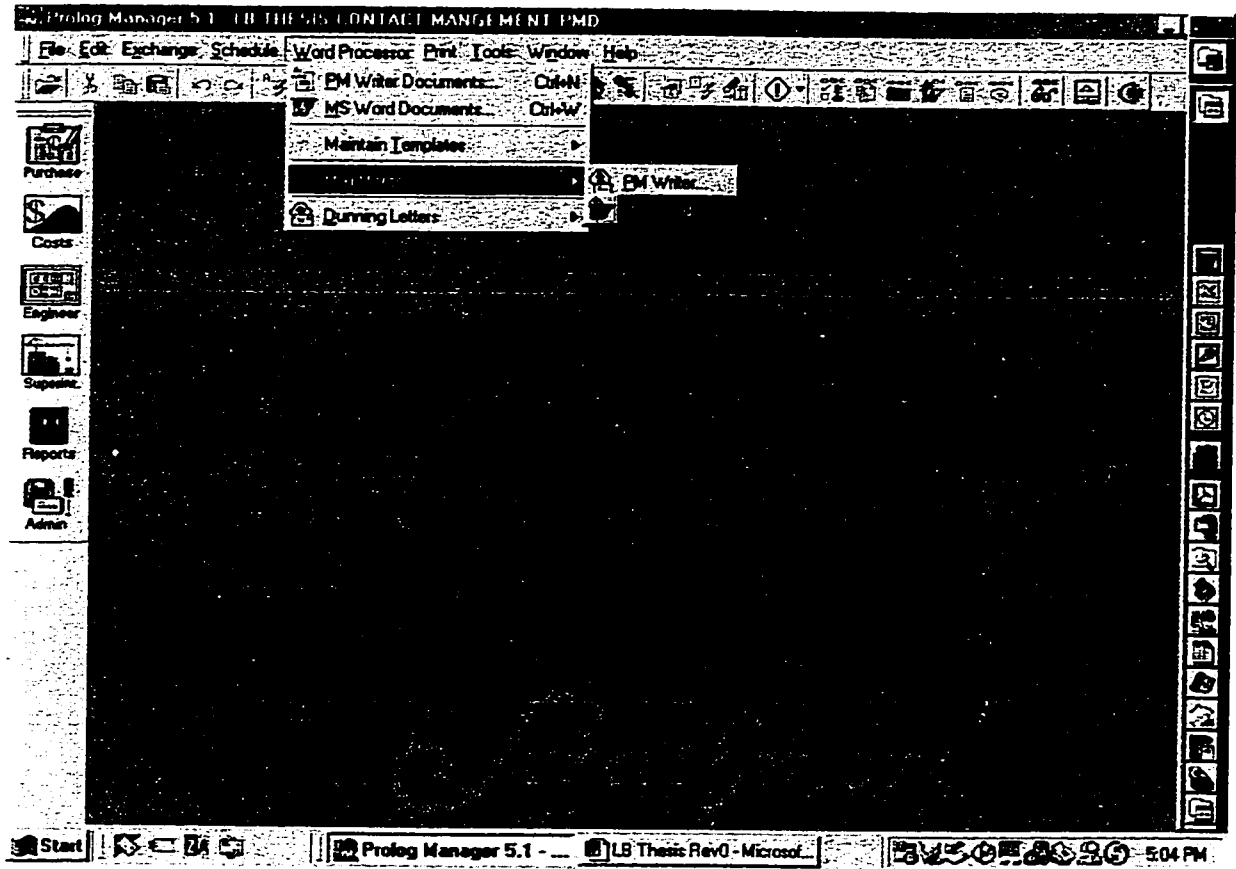 Prolog Manager 5.1 - LB THESIS CONTACT MANGEMENT.PMD
File Edit Exchange Schedule Word Processor Print Tools Window Help
PM Writer Documents... Ctrl+N
MS Word Documents... Ctrl+W
Maintain Templates
PM Writer...
Dunning Letters
Purchase
Costs
Engineer
Superint.
Reports
Admin
Start
Prolog Manager 5.1 - ...
LB Thesis Rev0 - Microsof...
5:04 PM